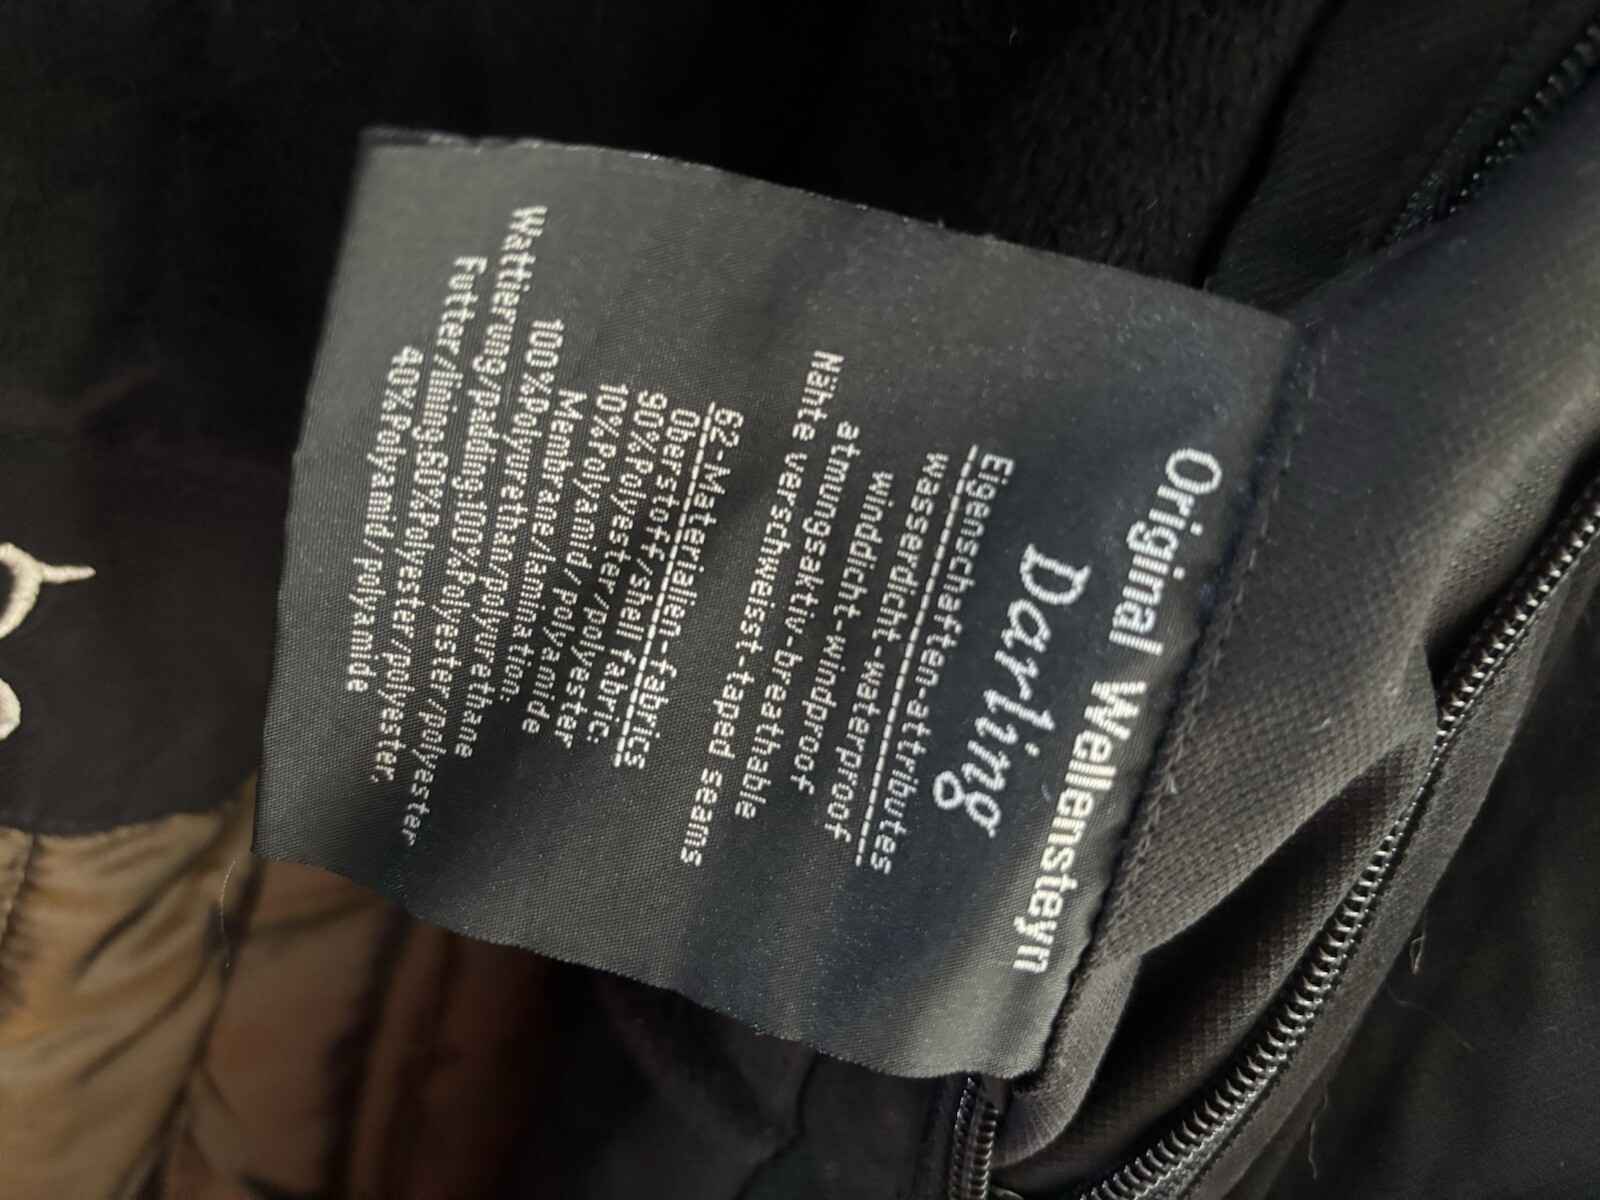 Original Wellensteyn
Darling
Eigenschaften-attributes
wasserdicht-waterproof
winddicht-windproof
atmungsaktiv-breathable
Nähte verschweisst-taped seams
62-Materialien-fabrics
Oberstoff/shell fabric:
90%Polyester/polyester
10%Polyamid/polyamide
Membrane/lamination:
100%Polyurethan/polyurethane
Watttierung/padding:100%Polyester/polyester
Futter/lining:60%Polyester/polyester,
40%Polyamid/polyamide